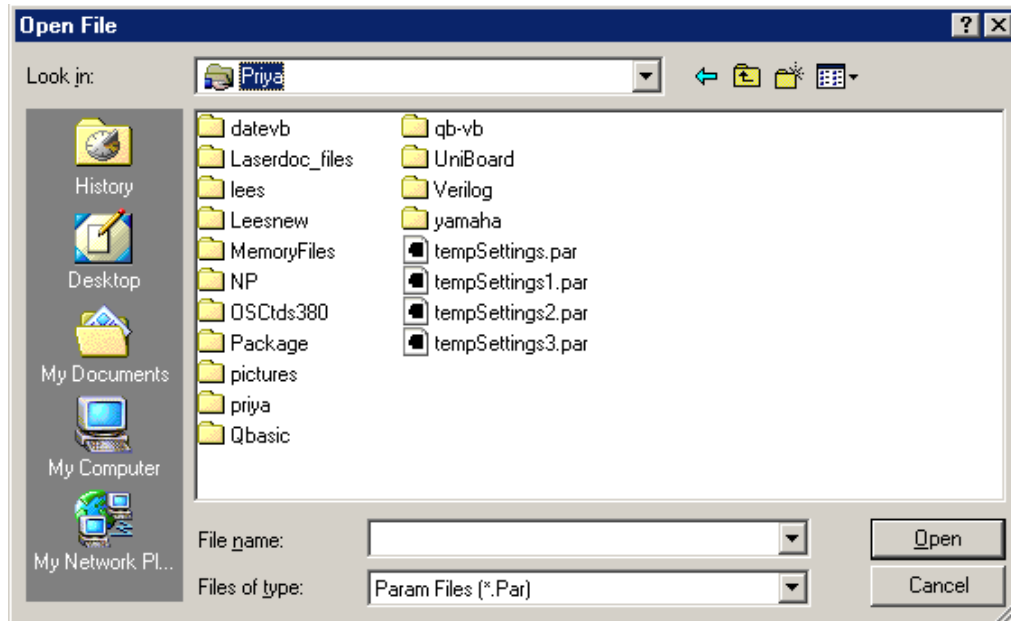 Open File
Look in:
Priya
History
Desktop
My Documents
My Computer
My Network Pl...
datevb
Laserdoc_files
lees
Leesnew
MemoryFiles
NP
OSCtds380
Package
pictures
priya
Qbasic
qb-vb
UniBoard
Verilog
yamaha
tempSettings.par
tempSettings1.par
tempSettings2.par
tempSettings3.par
File name:
Open
Files of type:
Param Files (*.Par)
Cancel